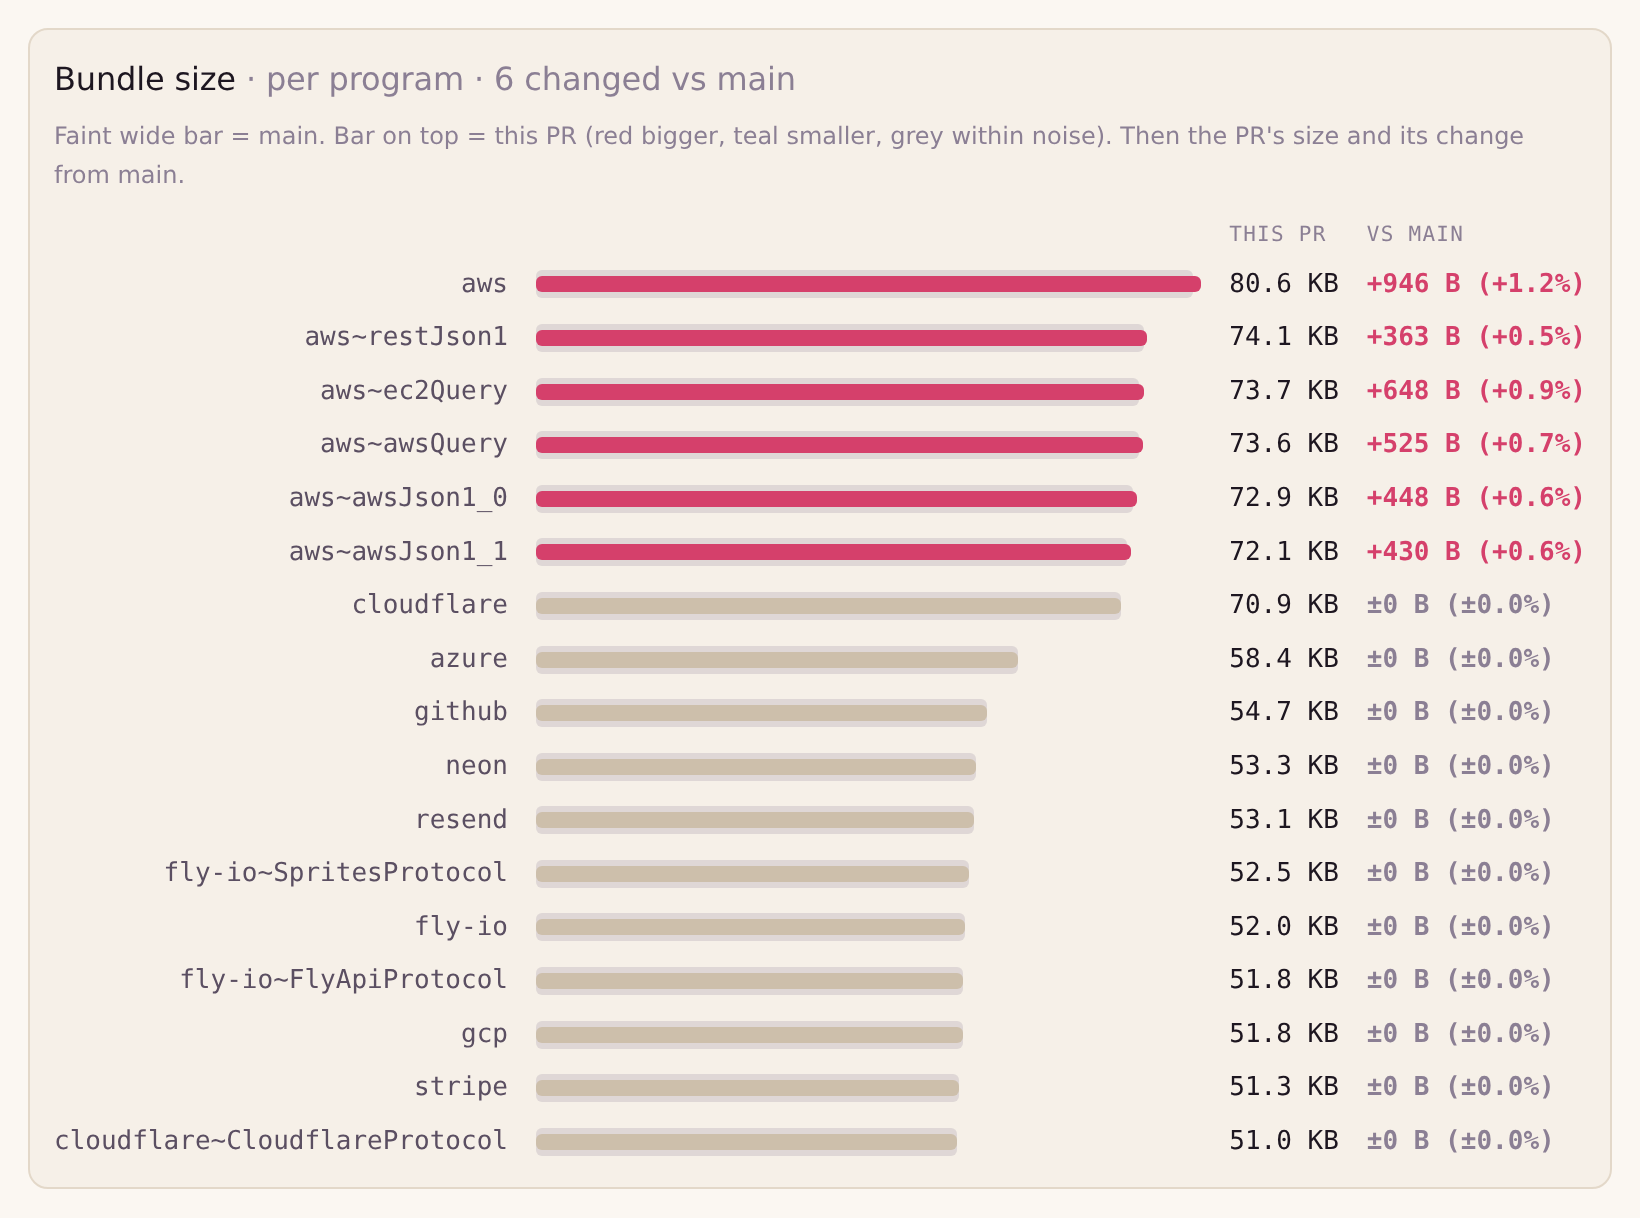 Bundle size · per program · 6 changed vs main
Faint wide bar = main. Bar on top = this PR (red bigger, teal smaller, grey within noise). Then the PR's size and its change
from main.
THIS PR VS MAIN
aws 80.6 KB +946 B (+1.2%)
aws~restJson1 74.1 KB +363 B (+0.5%)
aws~ec2Query 73.7 KB +648 B (+0.9%)
aws~awsQuery 73.6 KB +525 B (+0.7%)
aws~awsJson1_0 72.9 KB +448 B (+0.6%)
aws~awsJson1_1 72.1 KB +430 B (+0.6%)
cloudflare 70.9 KB ±0 B (±0.0%)
azure 58.4 KB ±0 B (±0.0%)
github 54.7 KB ±0 B (±0.0%)
neon 53.3 KB ±0 B (±0.0%)
resend 53.1 KB ±0 B (±0.0%)
fly-io~SpritesProtocol 52.5 KB ±0 B (±0.0%)
fly-io 52.0 KB ±0 B (±0.0%)
fly-io~FlyApiProtocol 51.8 KB ±0 B (±0.0%)
gcp 51.8 KB ±0 B (±0.0%)
stripe 51.3 KB ±0 B (±0.0%)
cloudflare~CloudflareProtocol 51.0 KB ±0 B (±0.0%)